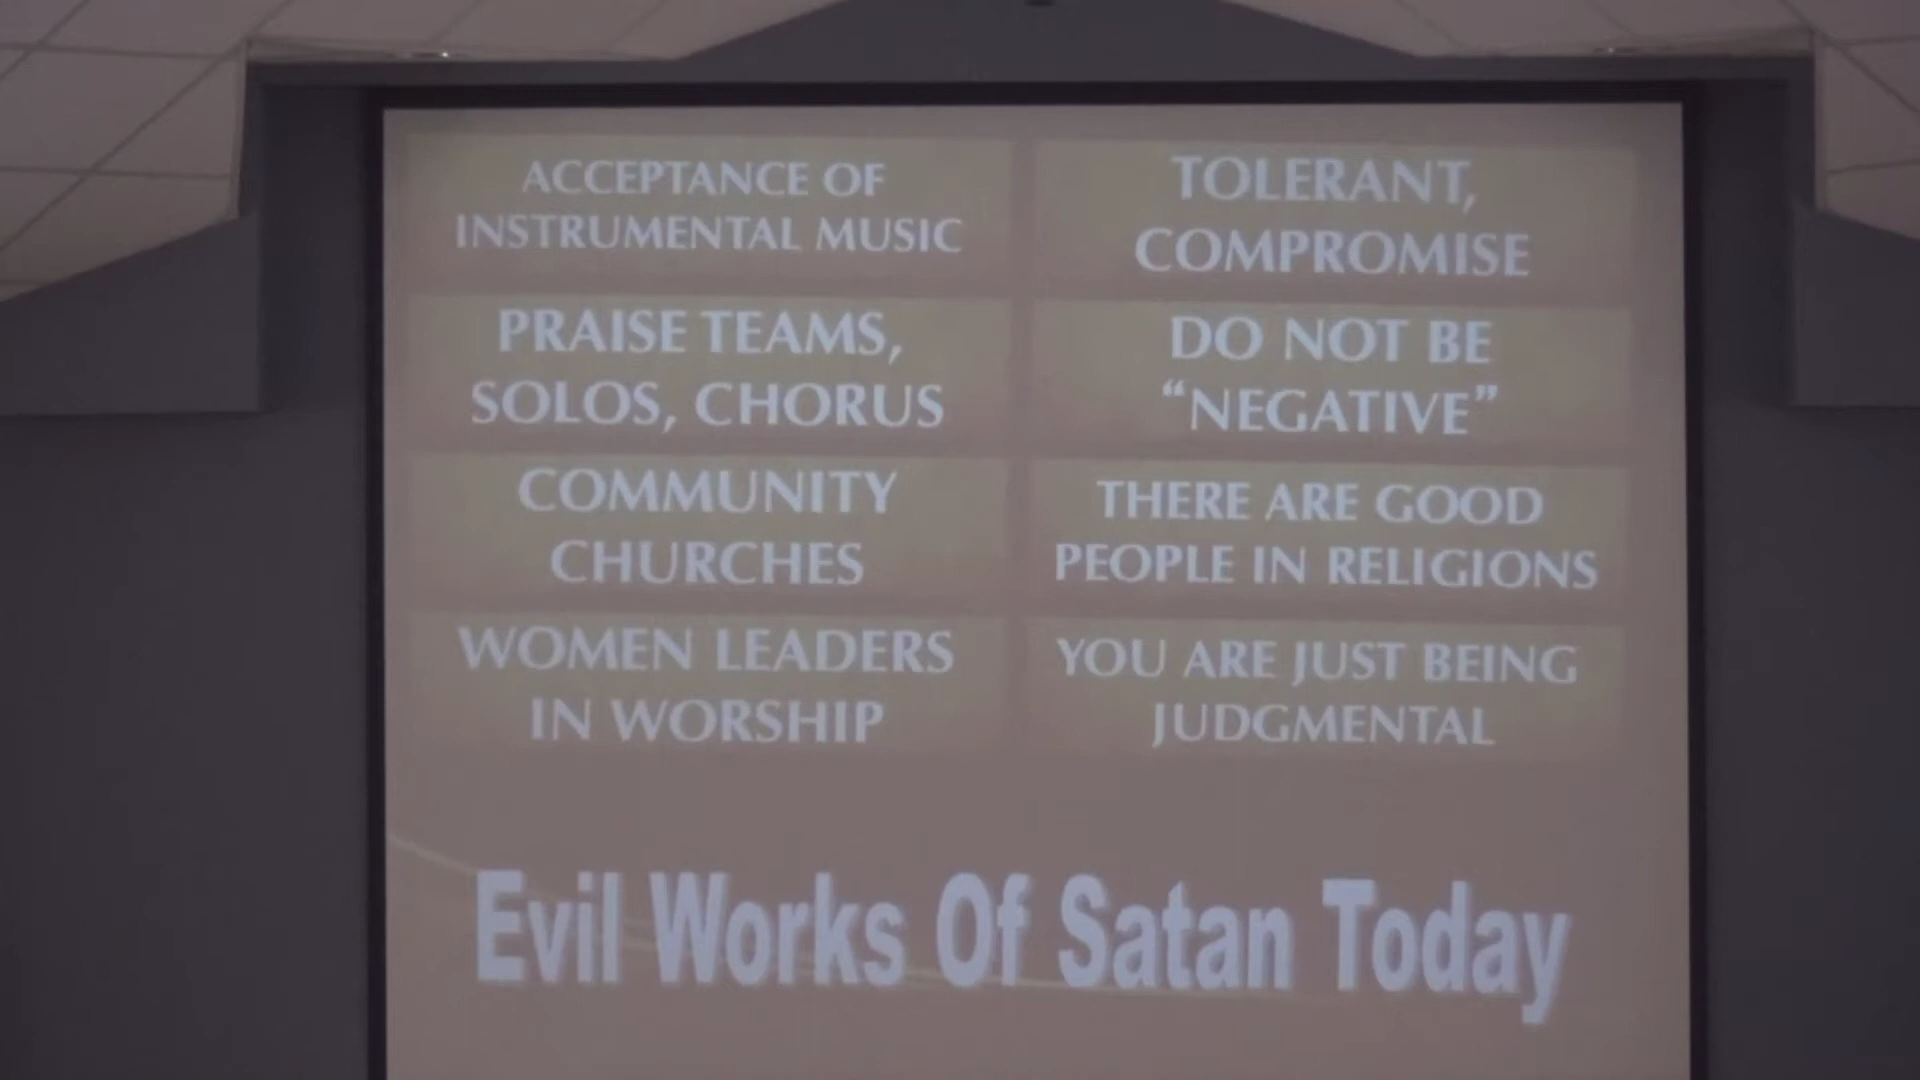 ACCEPTANCE OF
INSTRUMENTAL MUSIC
PRAISE TEAMS,
SOLOS, CHORUS
COMMUNITY
CHURCHES
WOMEN LEADERS
IN WORSHIP
TOLERANT,
COMPROMISE
DO NOT BE
“NEGATIVE”
THERE ARE GOOD
PEOPLE IN RELIGIONS
YOU ARE JUST BEING
JUDGMENTAL
Evil Works Of Satan Today